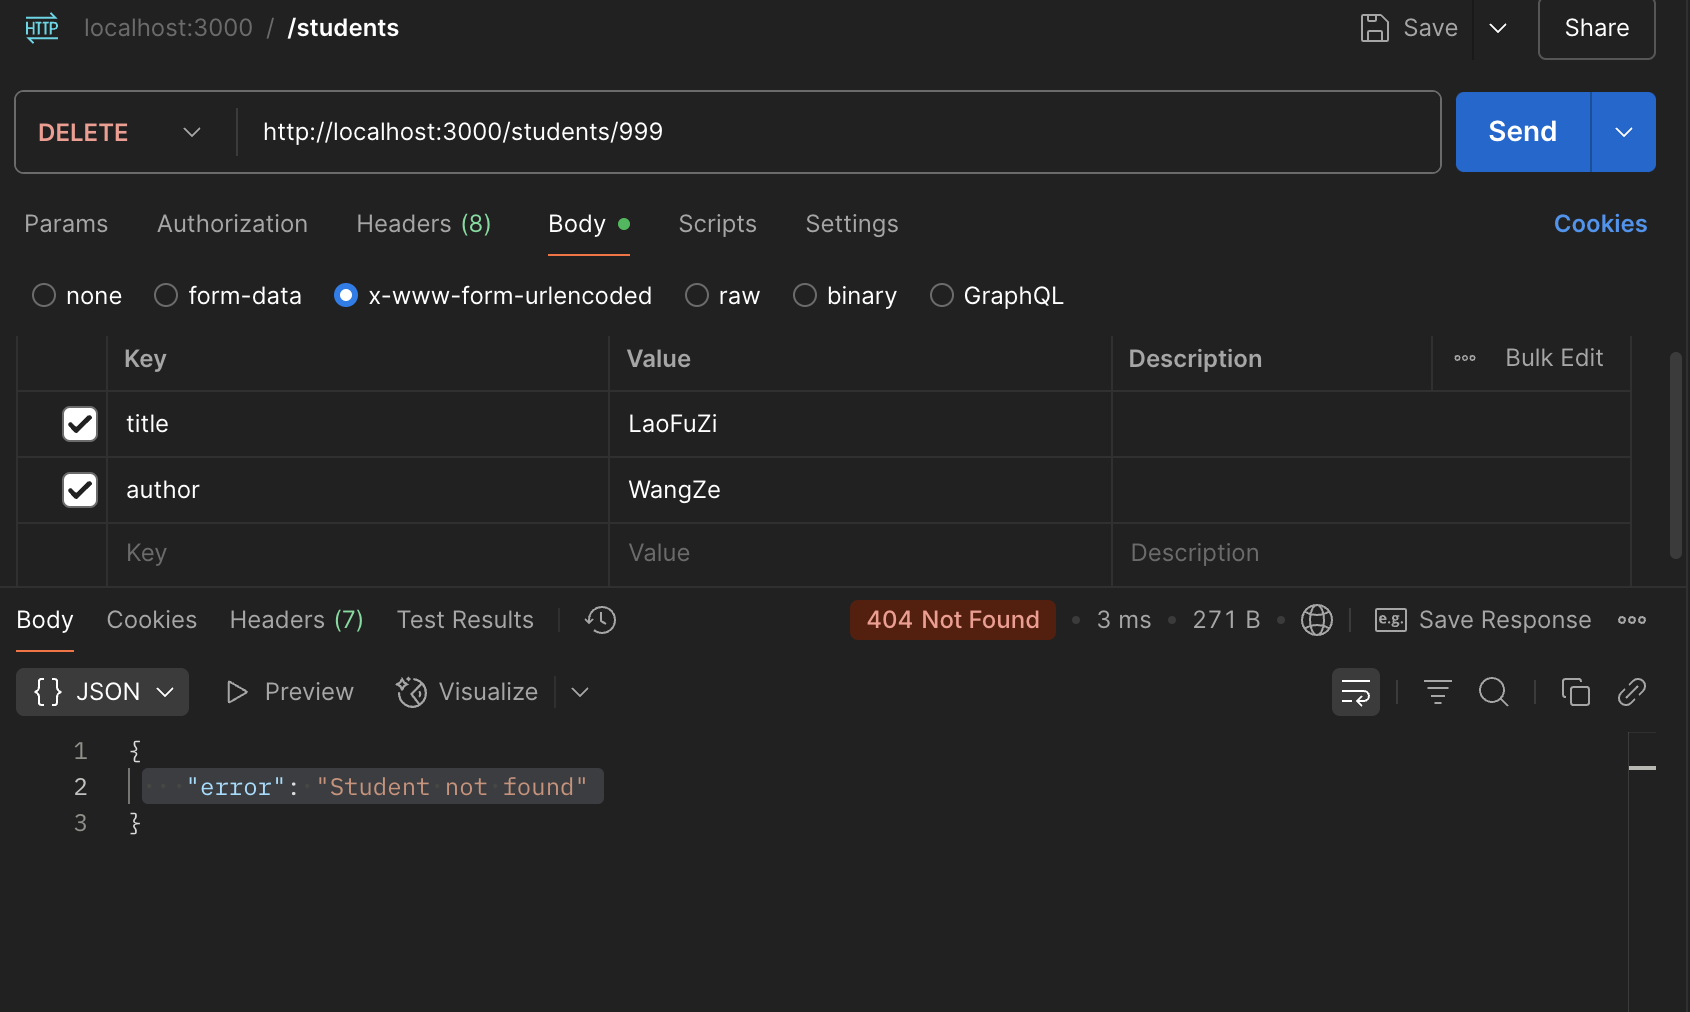 HTTP localhost:3000 / /students Save Share
DELETE http://localhost:3000/students/999 Send
Params Authorization Headers (8) Body Scripts Settings Cookies
none form-data x-www-form-urlencoded raw binary GraphQL
Key Value Description Bulk Edit
title LaoFuZi
author WangZe
Key Value Description
Body Cookies Headers (7) Test Results 404 Not Found • 3 ms • 271 B • e.g. Save Response
{ } JSON Preview Visualize
1 {
2 "error": "Student not found"
3 }